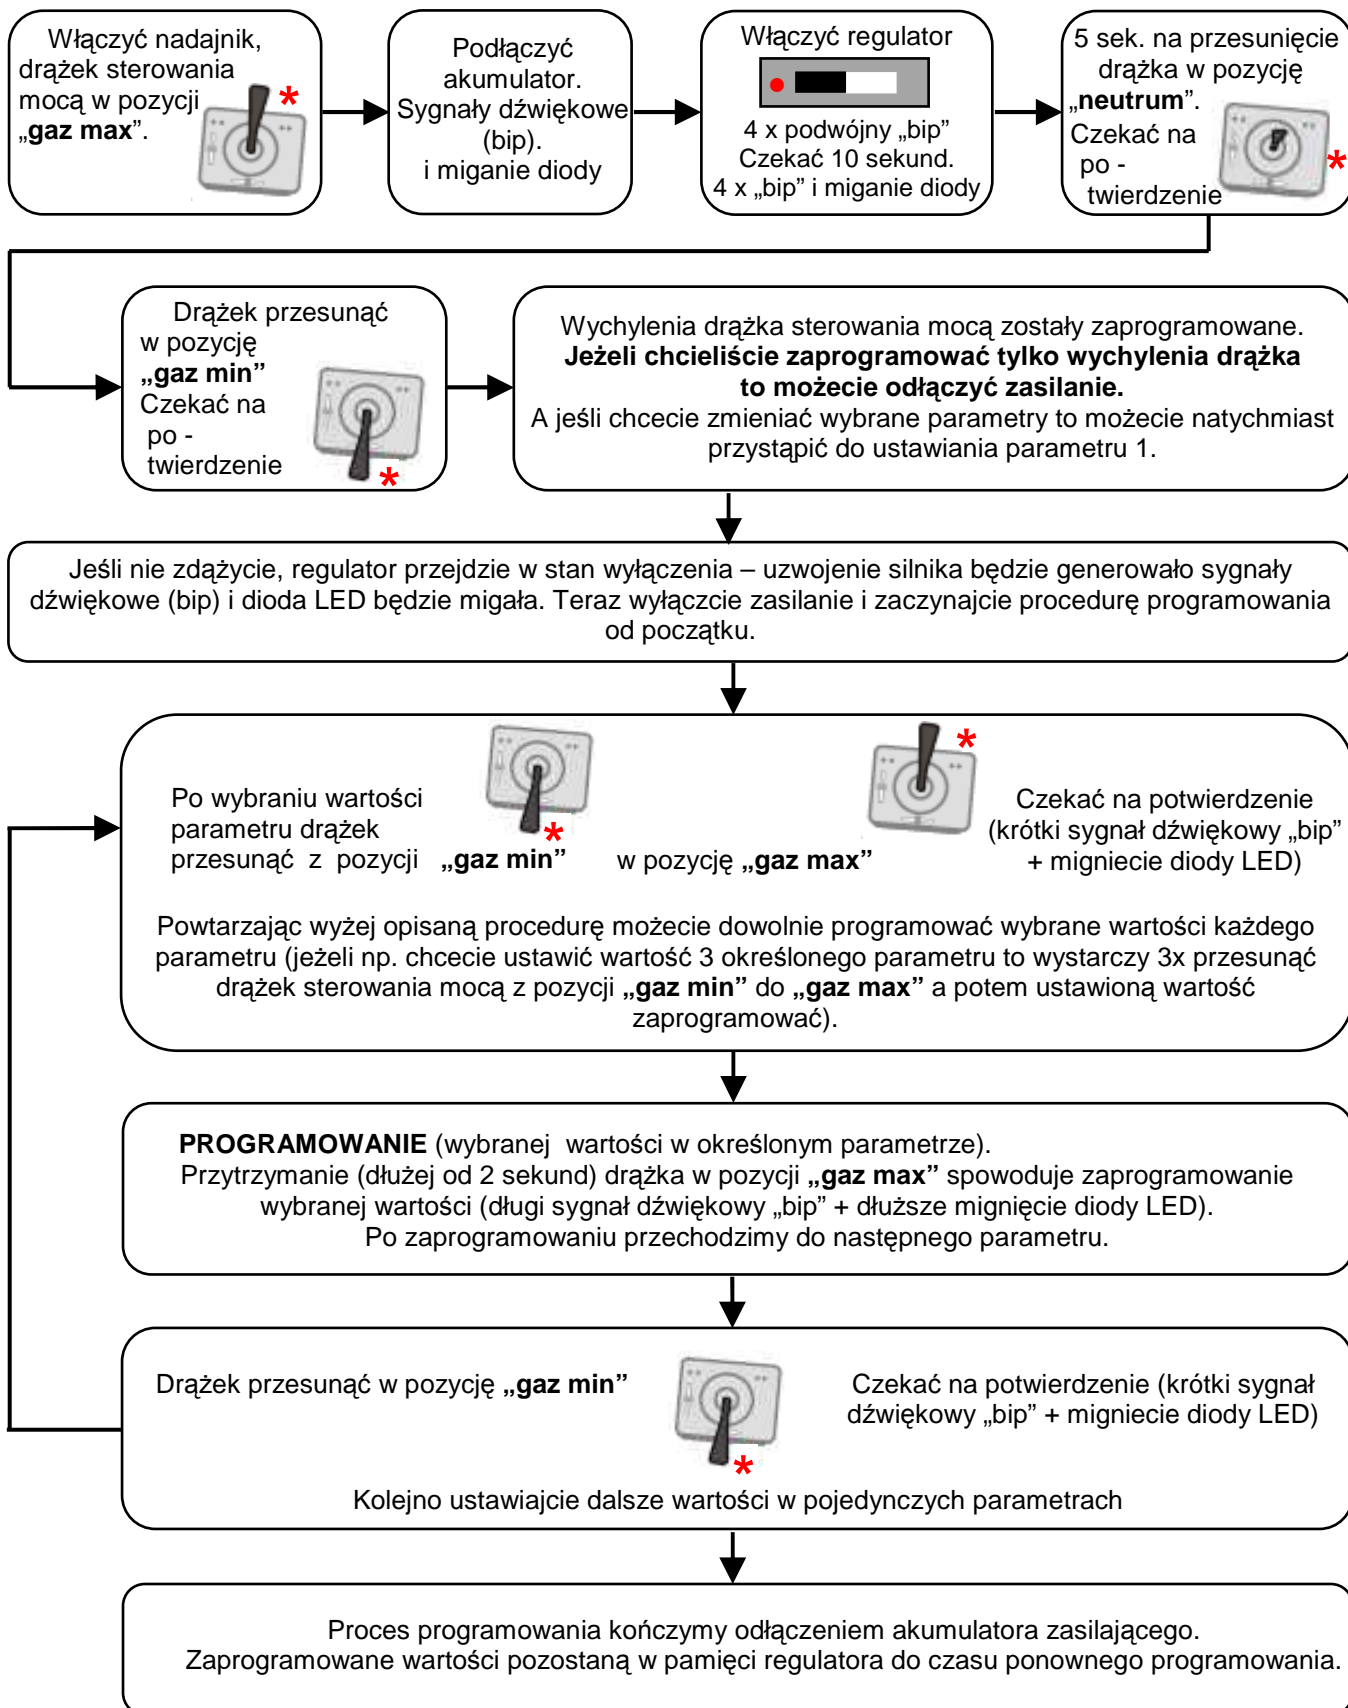 Włączyć nadajnik,
drążek sterowania
mocą w pozycji
„gaz max”.
Podłączyć
akumulator.
Sygnały dźwiękowe
(bip).
i miganie diody
Włączyć regulator
4 x podwójny „bip”
Czekać 10 sekund.
4 x „bip” i miganie diody
5 sek. na przesunięcie
drążka w pozycję
„neutrum”.
Czekać na
po -
twierdzenie
Drążek przesunąć
w pozycję
„gaz min”
Czekać na
po -
twierdzenie
Wychylenia drążka sterowania mocą zostały zaprogramowane.
Jeżeli chcieliście zaprogramować tylko wychylenia drążka
to możecie odłączyć zasilanie.
A jeśli chcecie zmieniać wybrane parametry to możecie natychmiast
przystąpić do ustawiania parametru 1.
Jeśli nie zdążycie, regulator przejdzie w stan wyłączenia – uzwojenie silnika będzie generowało sygnały
dźwiękowe (bip) i dioda LED będzie migała. Teraz wyłączcie zasilanie i zaczynajcie procedurę programowania
od początku.
Po wybraniu wartości
parametru drążek
przesunąć z pozycji „gaz min” w pozycję „gaz max”
Czekać na potwierdzenie
(krótki sygnał dźwiękowy „bip”
+ migniecie diody LED)
Powtarzając wyżej opisaną procedurę możecie dowolnie programować wybrane wartości każdego
parametru (jeżeli np. chcecie ustawić wartość 3 określonego parametru to wystarczy 3x przesunąć
drążek sterowania mocą z pozycji „gaz min” do „gaz max” a potem ustawioną wartość
zaprogramować).
PROGRAMOWANIE (wybranej wartości w określonym parametrze).
Przytrzymanie (dłużej od 2 sekund) drążka w pozycji „gaz max” spowoduje zaprogramowanie
wybranej wartości (długi sygnał dźwiękowy „bip” + dłuższe mignięcie diody LED).
Po zaprogramowaniu przechodzimy do następnego parametru.
Drążek przesunąć w pozycję „gaz min”
Czekać na potwierdzenie (krótki sygnał
dźwiękowy „bip” + migniecie diody LED)
Kolejno ustawiajcie dalsze wartości w pojedynczych parametrach
Proces programowania kończymy odłączeniem akumulatora zasilającego.
Zaprogramowane wartości pozostaną w pamięci regulatora do czasu ponownego programowania.